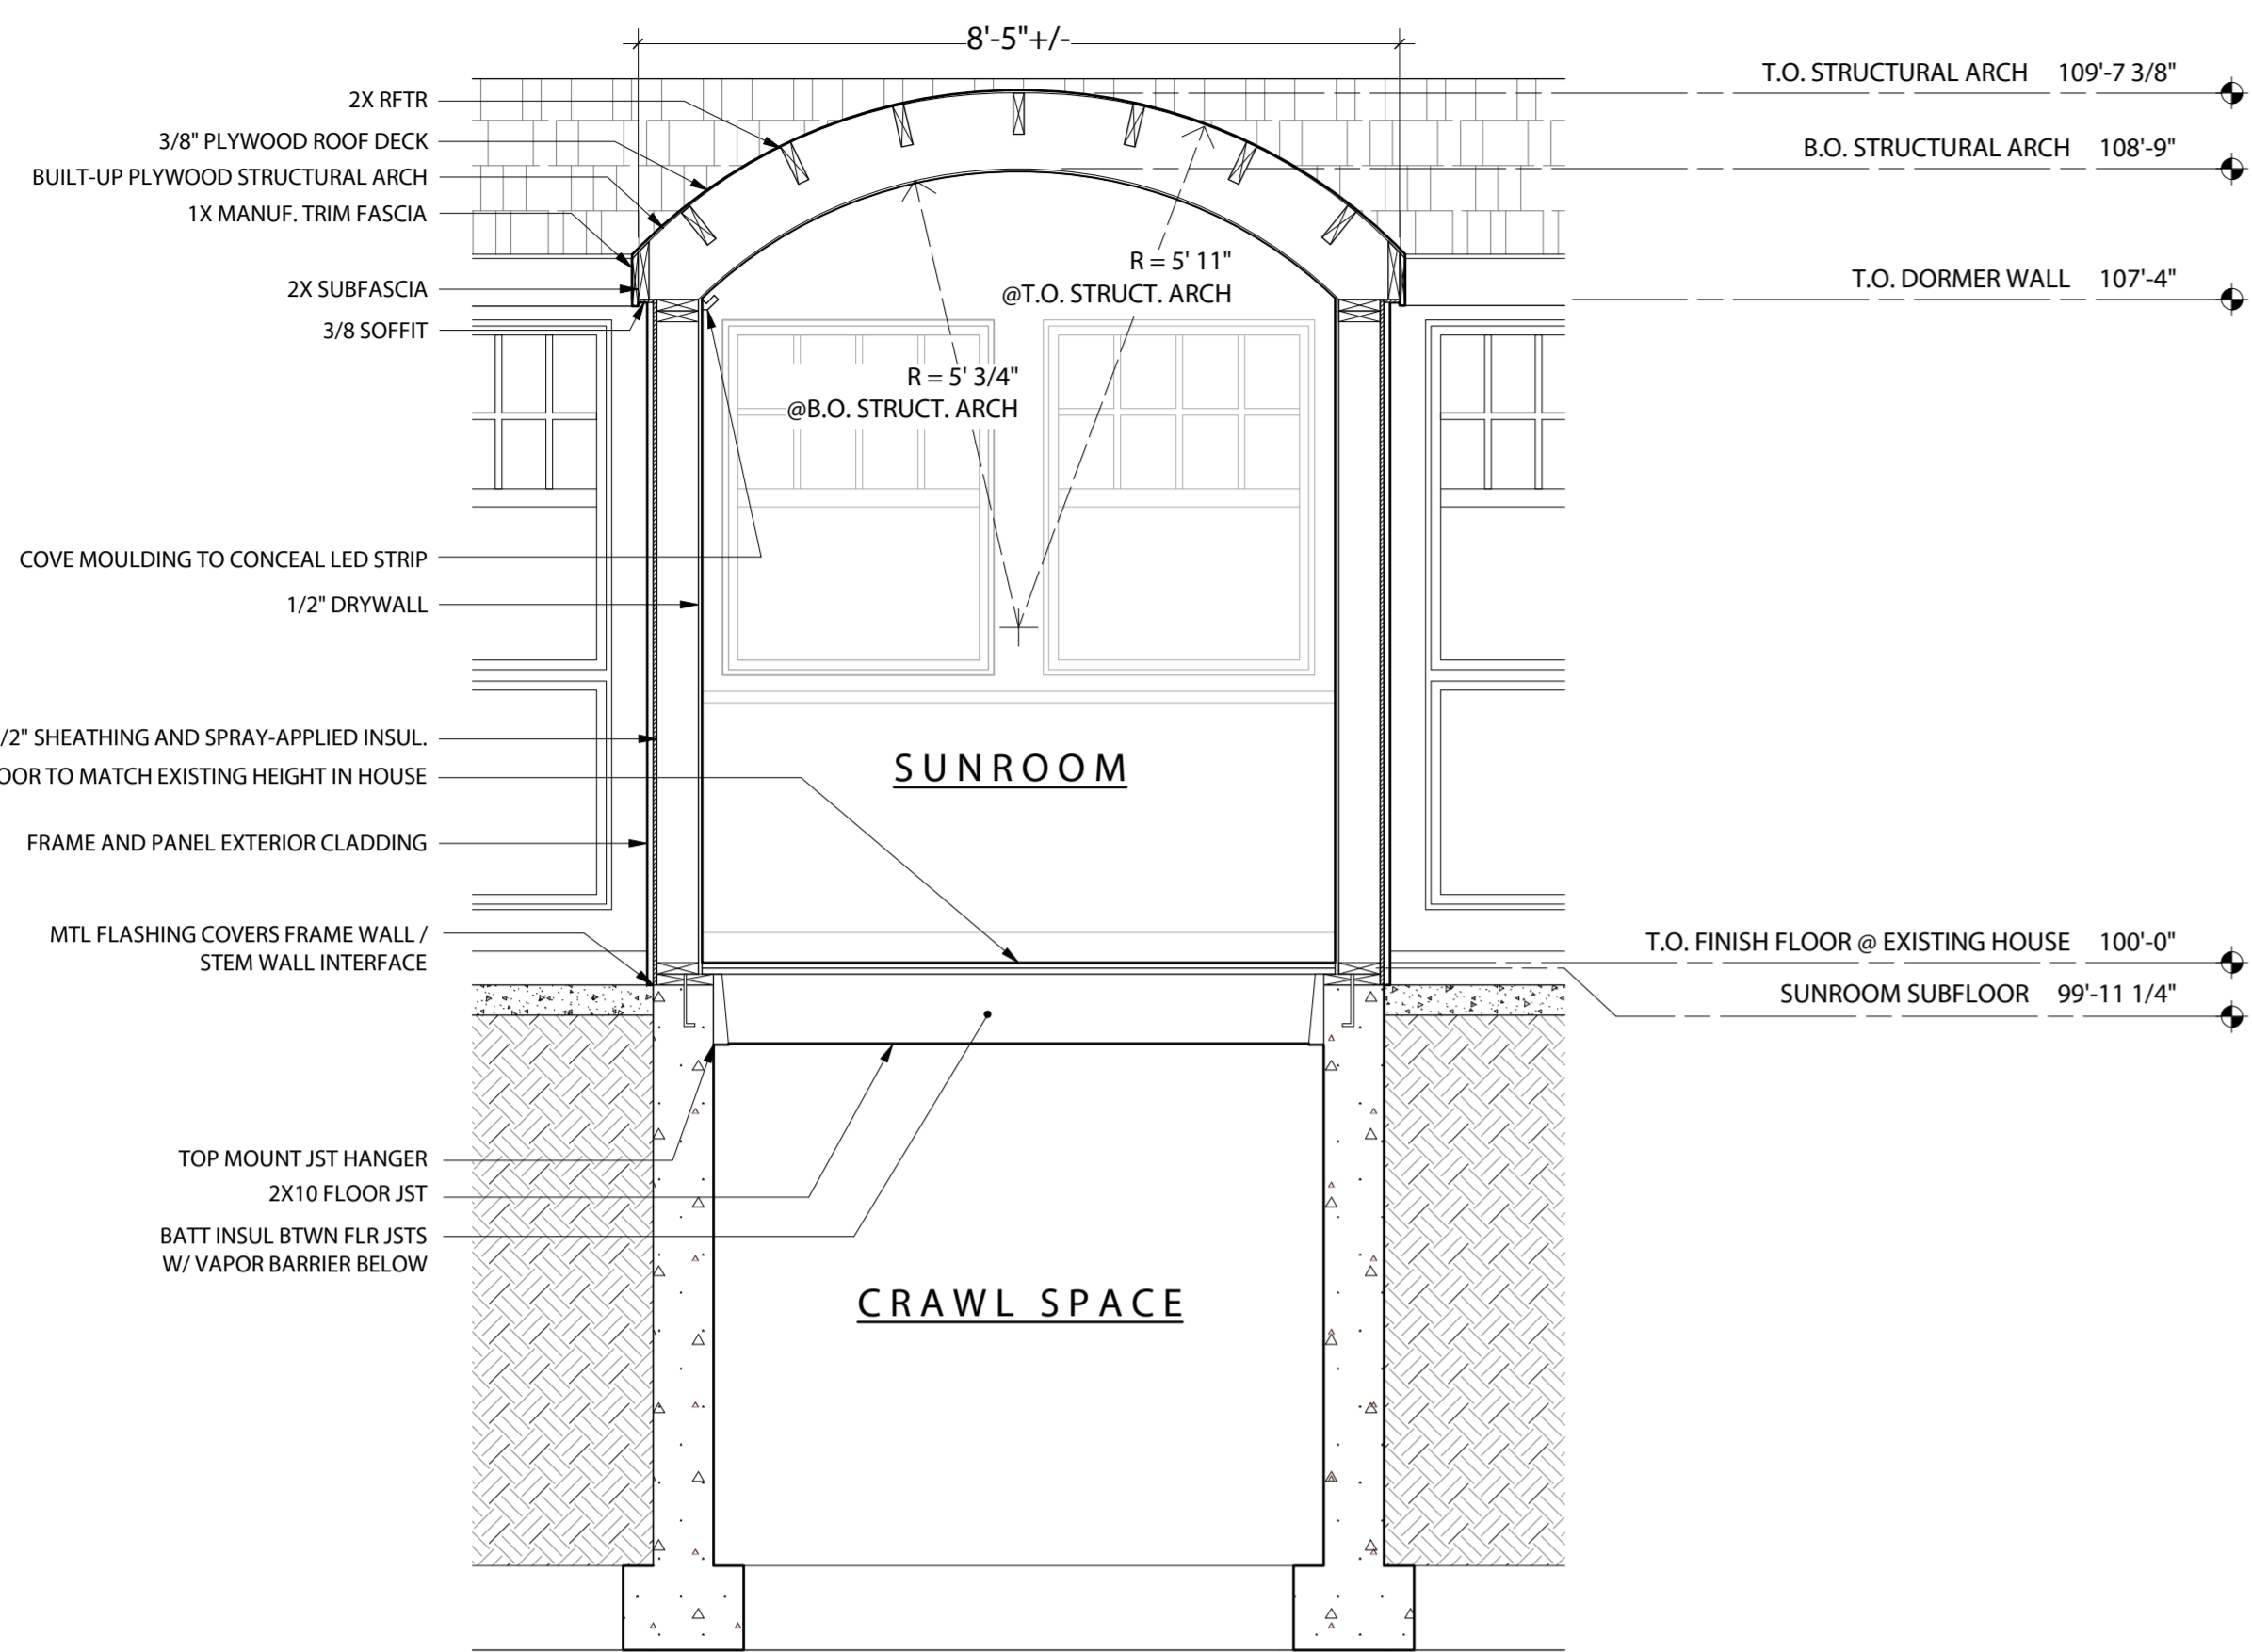 8'-5"+/-
2X RFTR
3/8" PLYWOOD ROOF DECK
BUILT-UP PLYWOOD STRUCTURAL ARCH
1X MANUF. TRIM FASCIA
2X SUBFASCIA
3/8 SOFFIT
COVE MOULDING TO CONCEAL LED STRIP
1/2" DRYWALL
/2" SHEATHING AND SPRAY-APPLIED INSUL.
OOR TO MATCH EXISTING HEIGHT IN HOUSE
FRAME AND PANEL EXTERIOR CLADDING
MTL FLASHING COVERS FRAME WALL /
STEM WALL INTERFACE
TOP MOUNT JST HANGER
2X10 FLOOR JST
BATT INSUL BTWN FLR JSTS
W/ VAPOR BARRIER BELOW
R = 5' 11"
@T.O. STRUCT. ARCH
R = 5' 3/4"
@B.O. STRUCT. ARCH
SUNROOM
CRAWL SPACE
T.O. STRUCTURAL ARCH 109'-7 3/8"
B.O. STRUCTURAL ARCH 108'-9"
T.O. DORMER WALL 107'-4"
T.O. FINISH FLOOR @ EXISTING HOUSE 100'-0"
SUNROOM SUBFLOOR 99'-11 1/4"